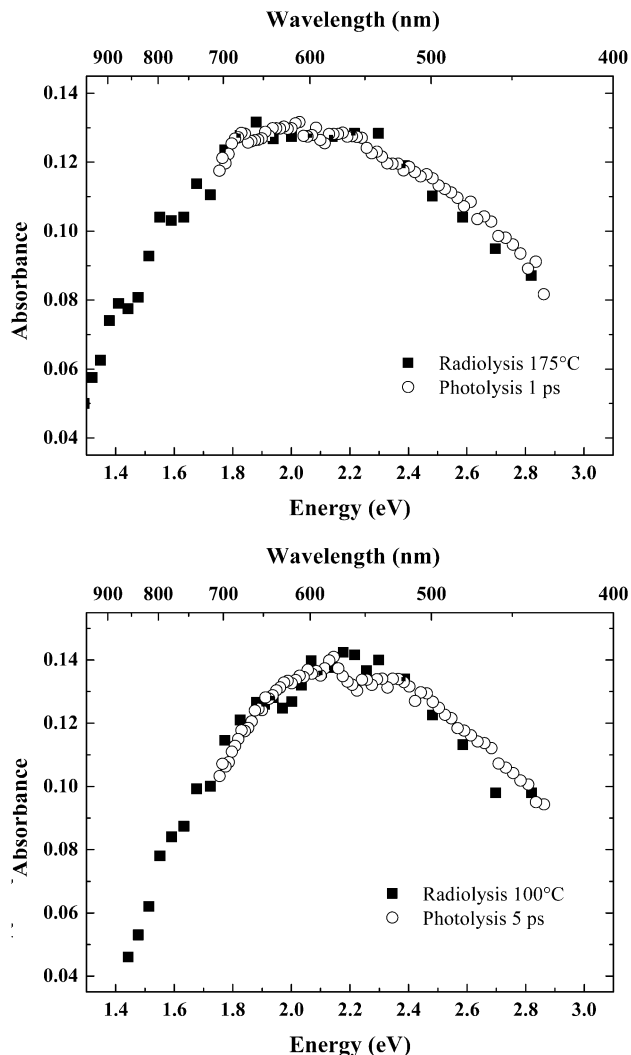 Wavelength (nm)
900 800 700 600 500 400
0.14
0.12
0.10
0.08
0.06
0.04
Absorbance
Radiolysis 175°C
Photolysis 1 ps
1.4 1.6 1.8 2.0 2.2 2.4 2.6 2.8 3.0
Energy (eV)
Wavelength (nm)
900 800 700 600 500 400
0.14
0.12
0.10
0.08
0.06
0.04
Absorbance
Radiolysis 100°C
Photolysis 5 ps
1.4 1.6 1.8 2.0 2.2 2.4 2.6 2.8 3.0
Energy (eV)